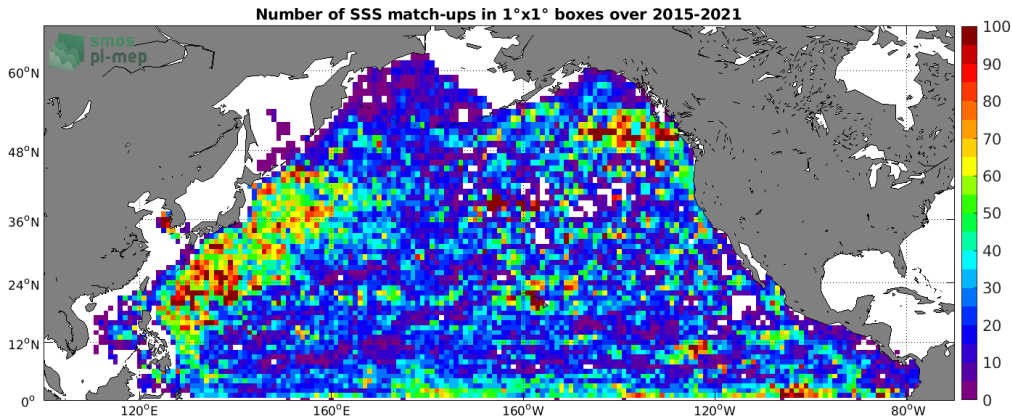 Number of SSS match-ups in 1°x1° boxes over 2015-2021
smos
pi-mep
60°N
48°N
36°N
24°N
12°N
0°
120°E
160°E
160°W
120°W
80°W
100
90
80
70
60
50
40
30
20
10
0